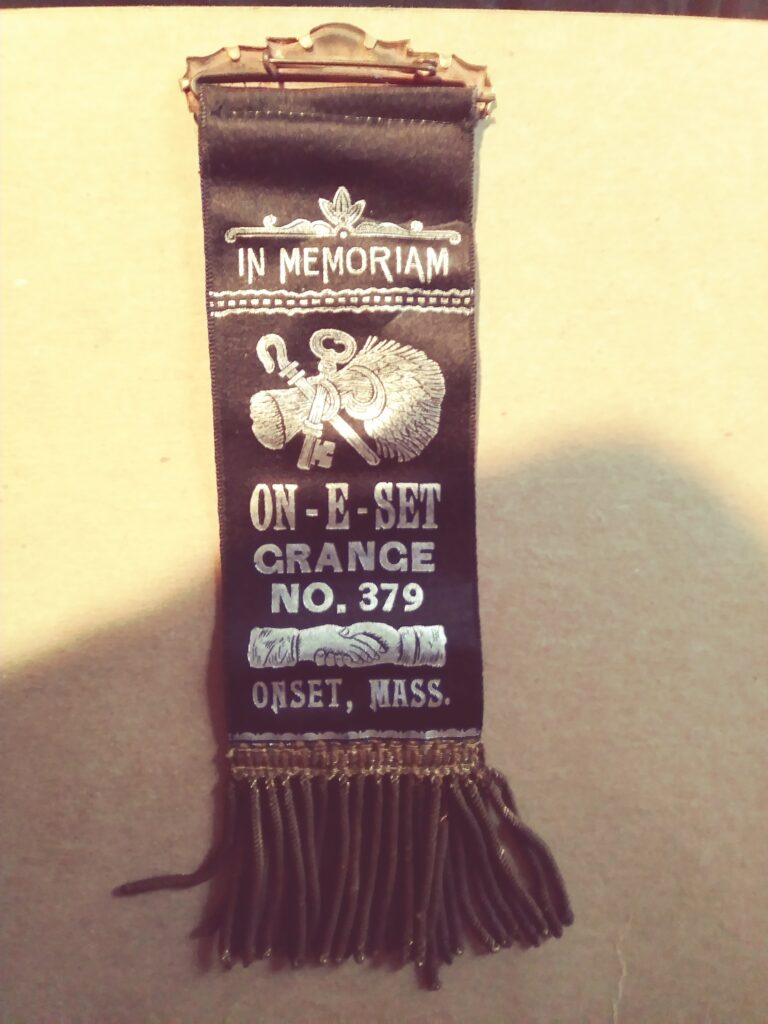 IN MEMORIAM
ON-E-SET
GRANGE
NO. 379
ONSET, MASS.